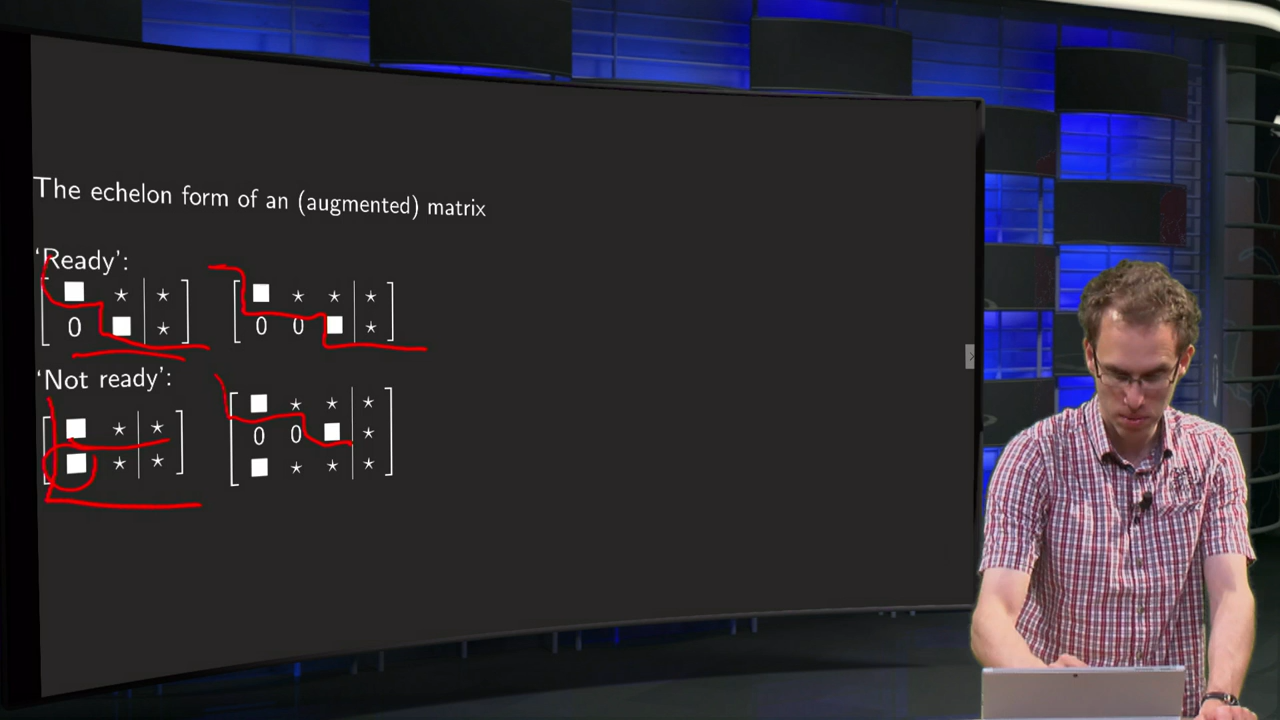 The echelon form of an (augmented) matrix
‘Ready’:
[ ■ ⋆ | ⋆ ] [ ■ ⋆ ⋆ | ⋆ ]
[ 0 ■ | ⋆ ] [ 0 0 ■ | ⋆ ]
‘Not ready’:
[ ■ ⋆ | ⋆ ] [ ■ ⋆ ⋆ | ⋆ ]
[ ■ ⋆ | ⋆ ] [ 0 0 ■ | ⋆ ]
[ ■ ⋆ ⋆ | ⋆ ]